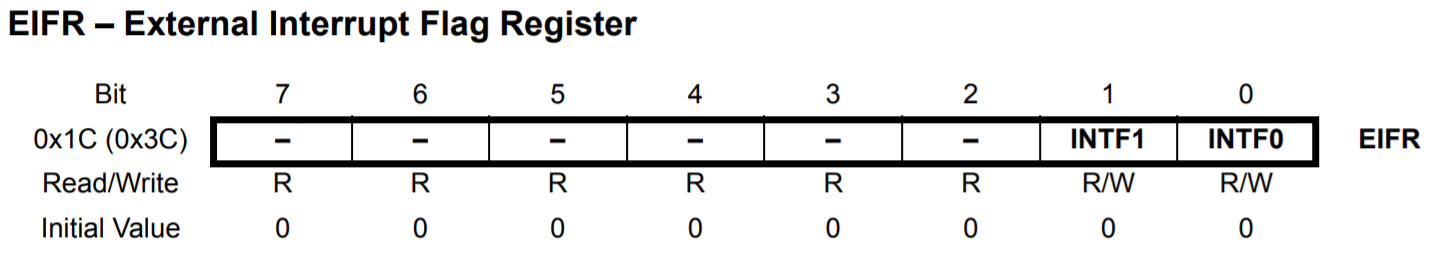 EIFR – External Interrupt Flag Register
Bit 7 6 5 4 3 2 1 0
0x1C (0x3C) – – – – – – INTF1 INTF0 EIFR
Read/Write R R R R R R R/W R/W
Initial Value 0 0 0 0 0 0 0 0